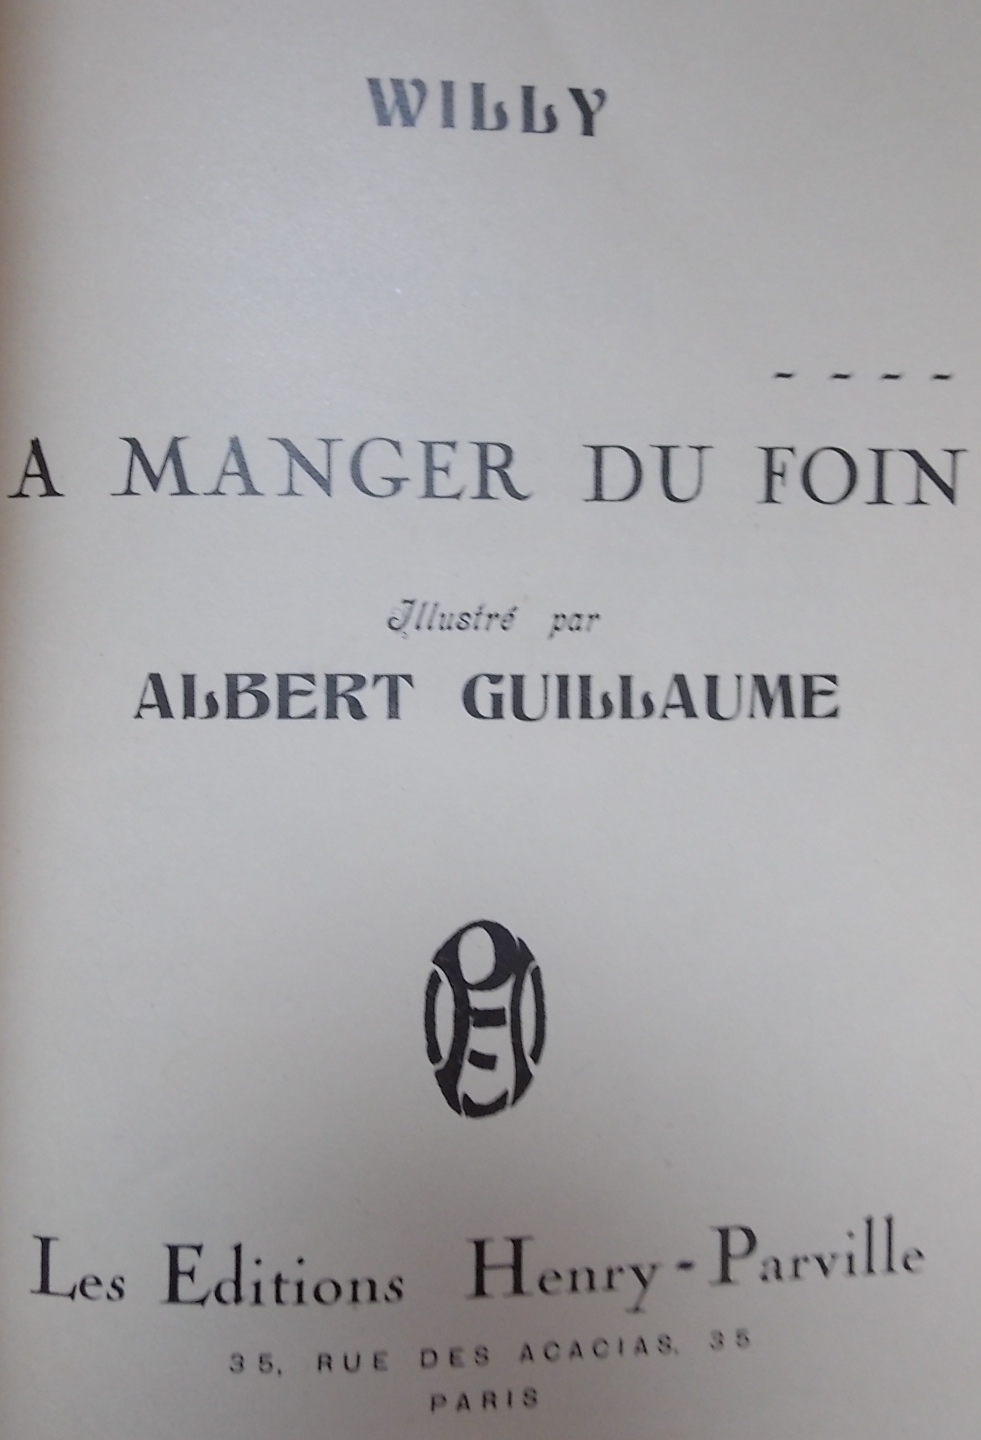 WILLY
- - - -
A MANGER DU FOIN
Illustré par
ALBERT GUILLAUME
Les Editions Henry-Parville
35, RUE DES ACACIAS, 35
PARIS